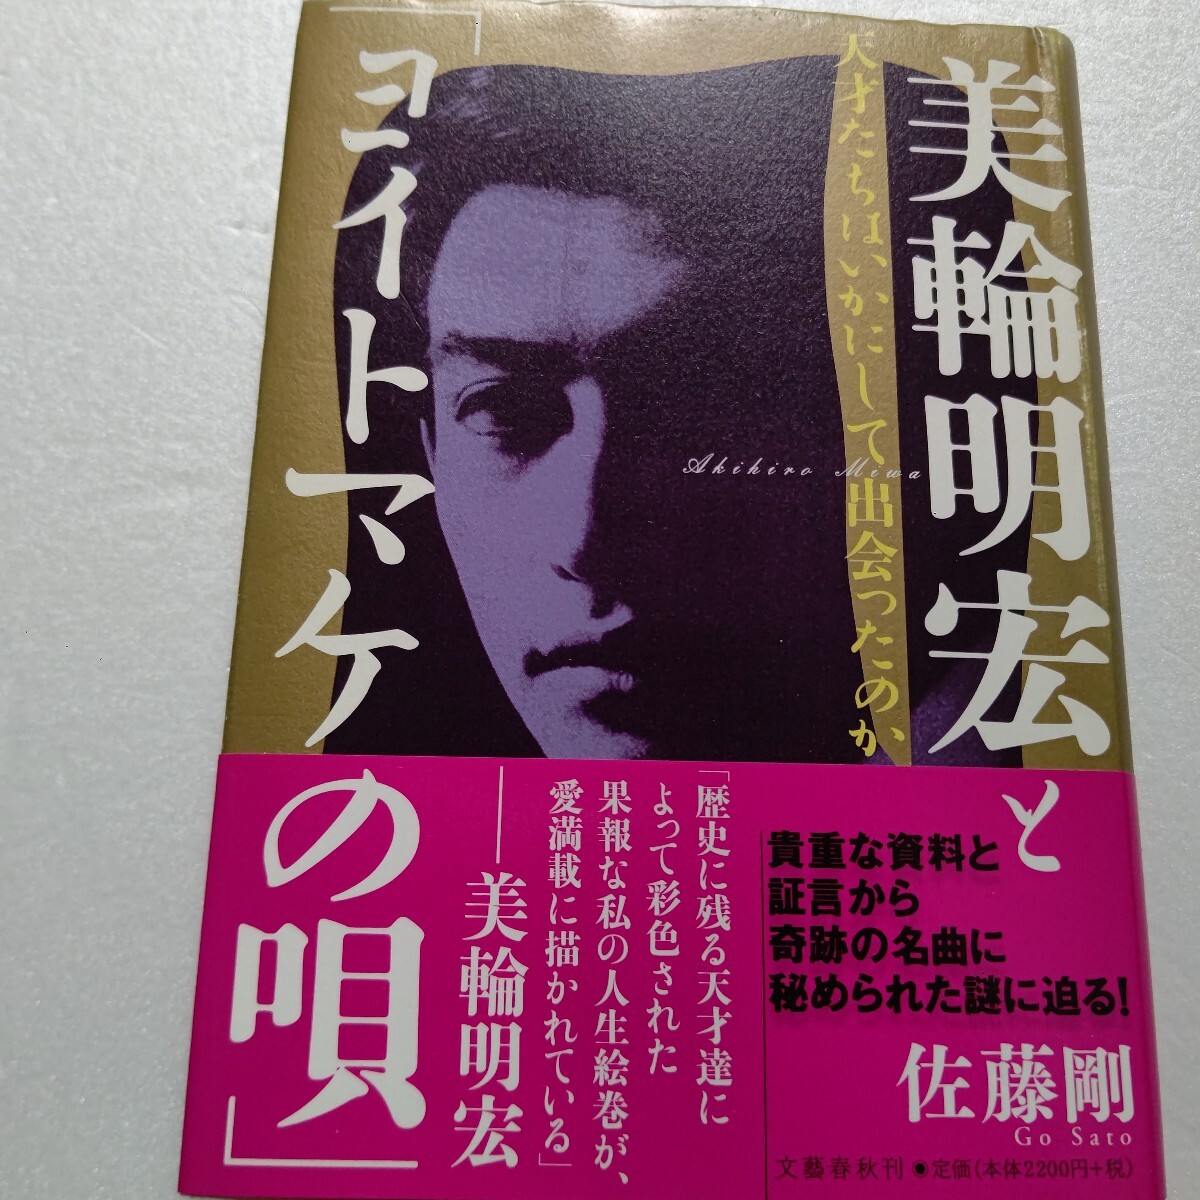 美輪明宏と
「ヨイトマケの唄」
天才たちはいかにして出会ったのか
Akihiro Miwa
貴重な資料と
証言から
奇跡の名曲に
秘められた謎に迫る!
「歴史に残る天才達に
よって彩色された
果報な私の人生絵巻が、
愛満載に描かれている」
――美輪明宏
佐藤剛
Go Sato
文藝春秋刊 ◉定価(本体2200円+税)